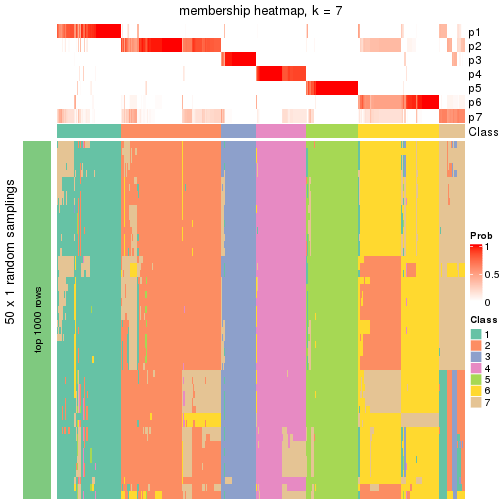 membership heatmap, k = 7
p1
p2
p3
p4
p5
p6
p7
Class
50 x 1 random samplings
top 1000 rows
Prob
1
0.5
0
Class
1
2
3
4
5
6
7